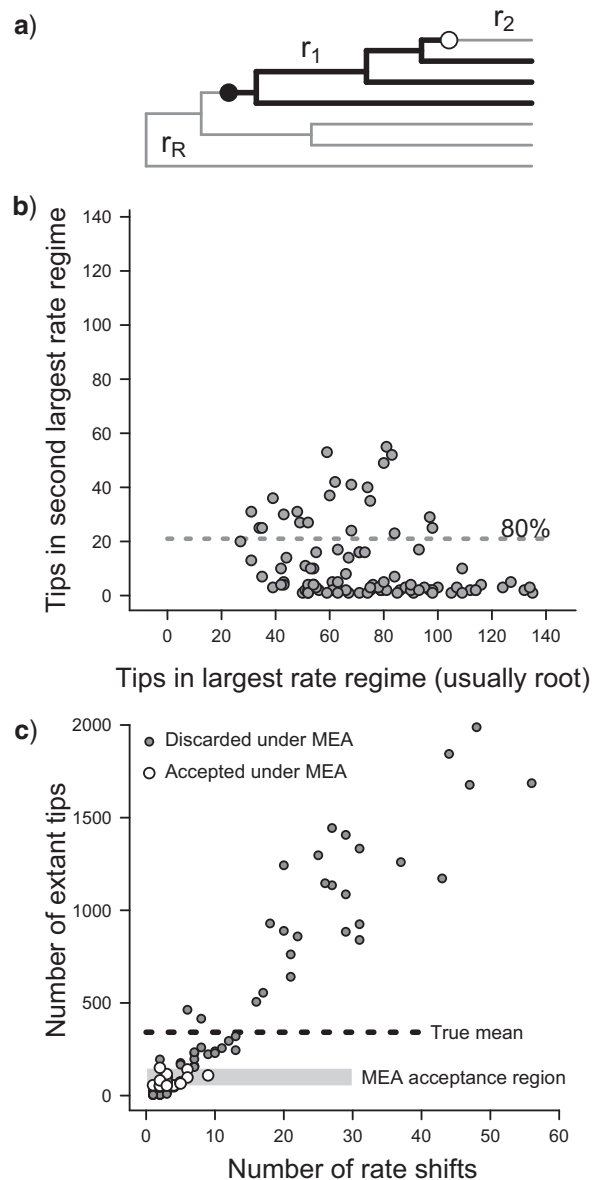 a)
r2
r1
rR
b)
140
120
100
80
60
40
20
0
Tips in second largest rate regime
80%
0 20 40 60 80 100 120 140
Tips in largest rate regime (usually root)
c)
2000
1500
1000
500
0
Number of extant tips
Discarded under MEA
Accepted under MEA
True mean
MEA acceptance region
0 10 20 30 40 50 60
Number of rate shifts